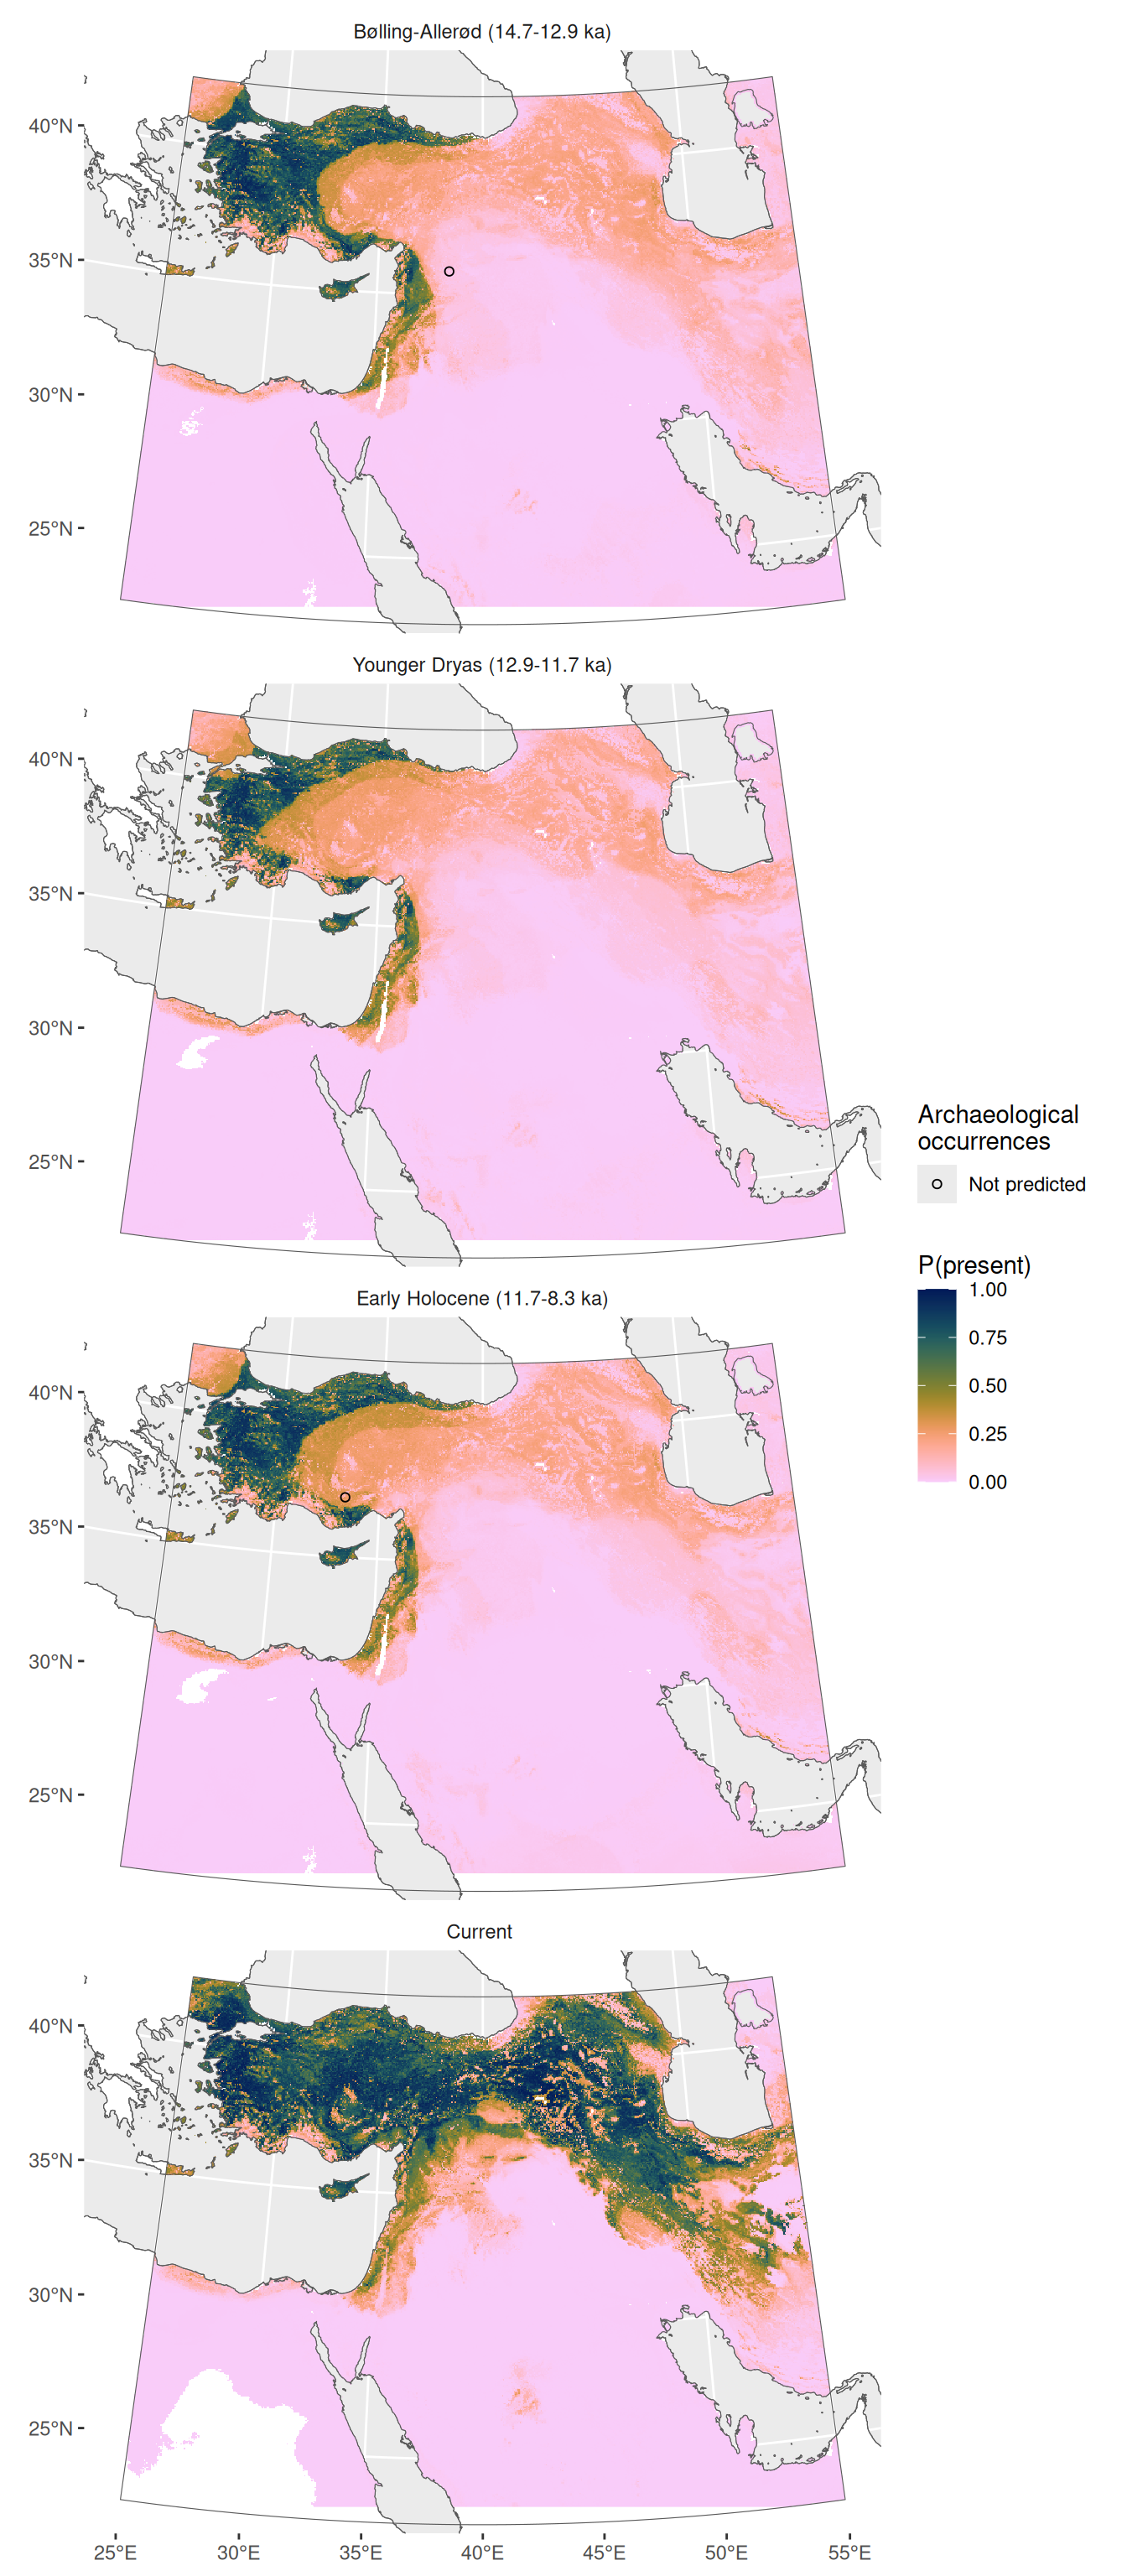 Bølling-Allerød (14.7-12.9 ka)
40°N
35°N
30°N
25°N
Younger Dryas (12.9-11.7 ka)
40°N
35°N
30°N
25°N
Archaeological
occurrences
Not predicted
P(present)
1.00
0.75
0.50
0.25
0.00
Early Holocene (11.7-8.3 ka)
40°N
35°N
30°N
25°N
Current
40°N
35°N
30°N
25°N
25°E 30°E 35°E 40°E 45°E 50°E 55°E